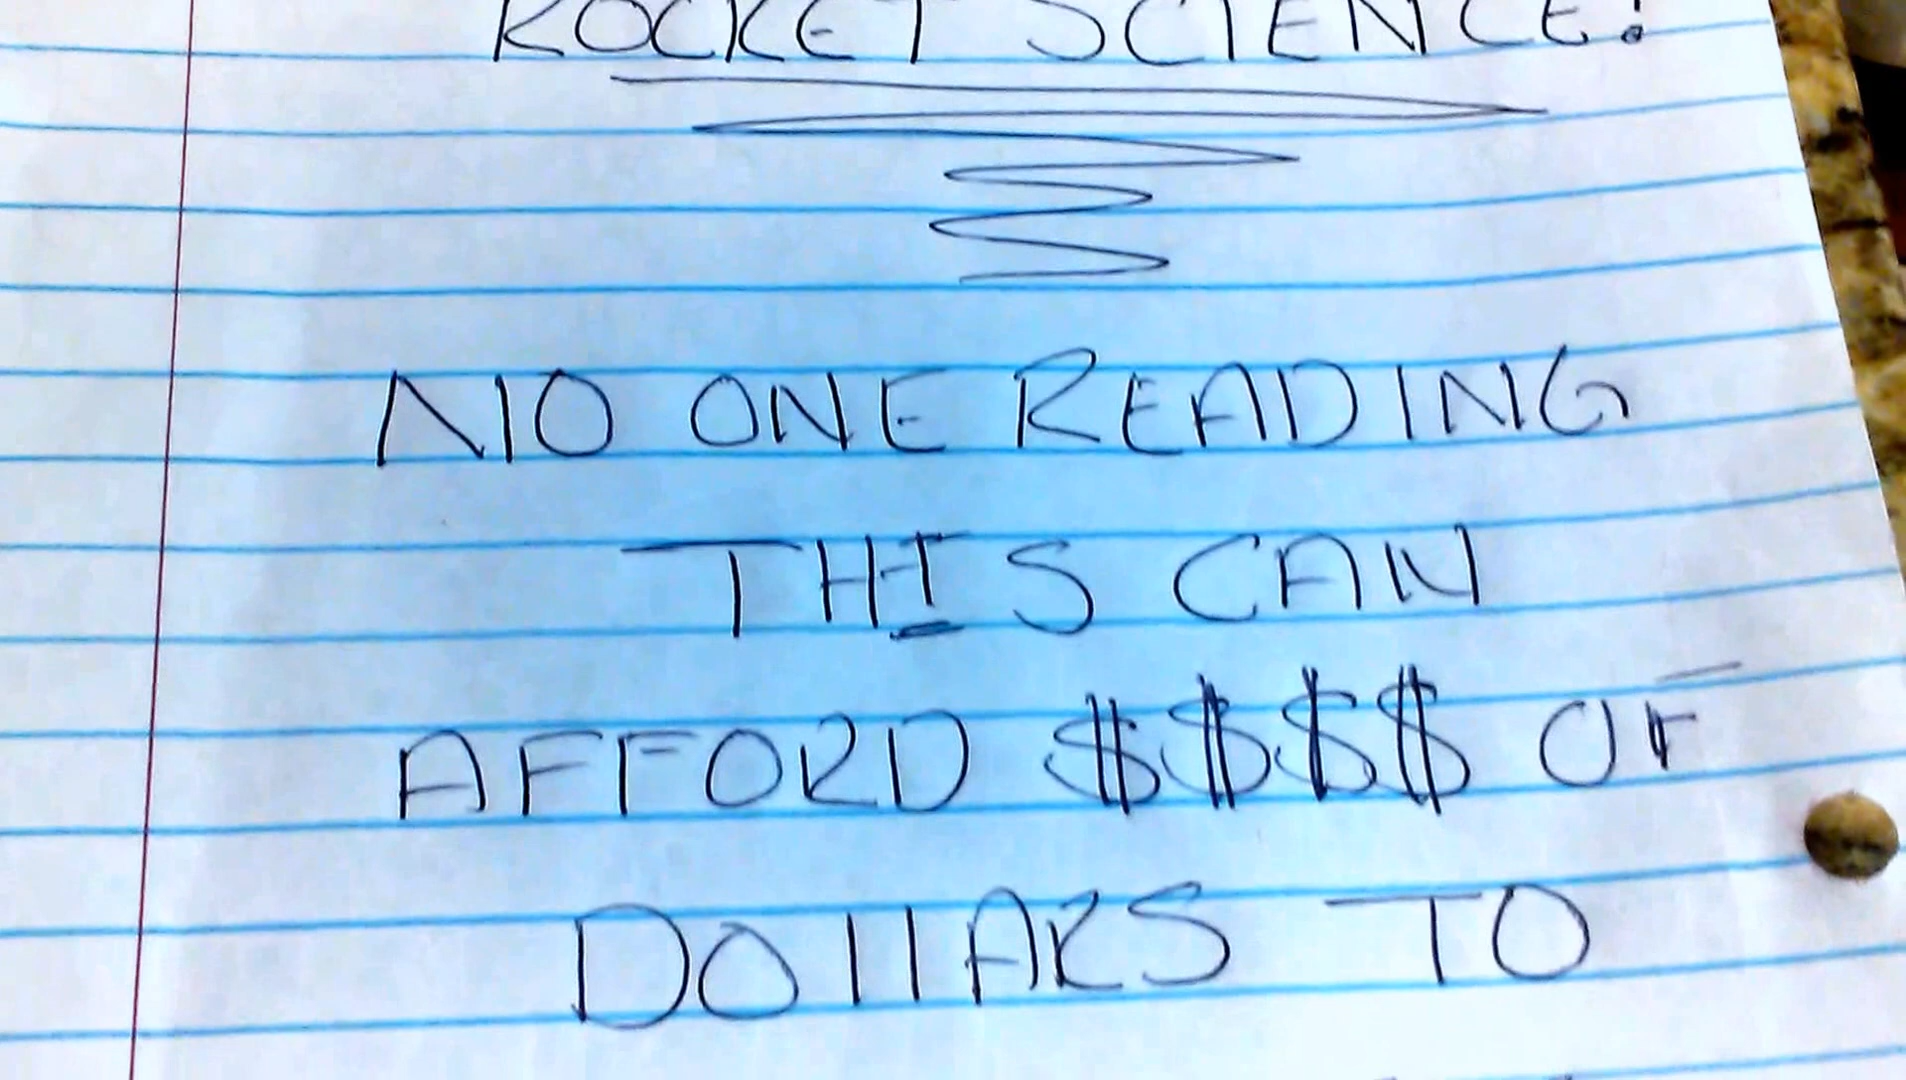 ROCKET SCIENCE!
NO ONE READING
THIS CAN
AFFORD $$$$ OF
DOllARS TO